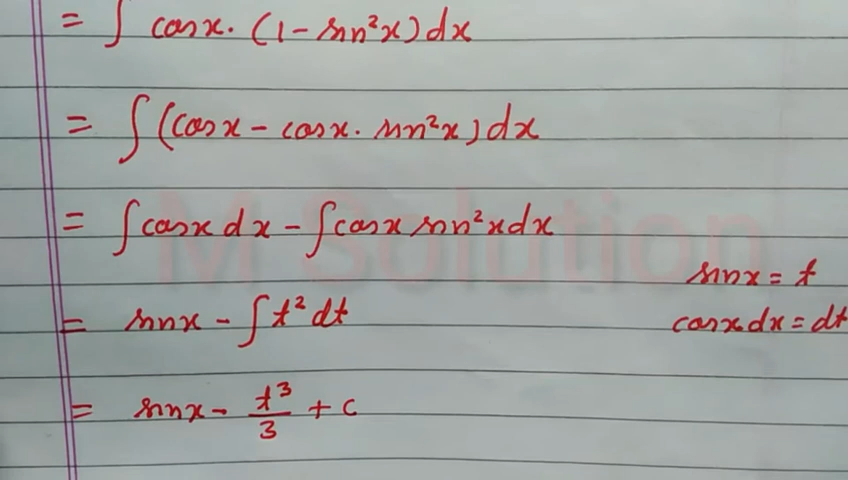 = ∫ cosx. (1 - sin²x) dx
= ∫ (cosx - cosx. sin²x) dx
= ∫ cosx dx - ∫ cosx sin²x dx
M Solution
sinx = t
= sinx - ∫ t² dt
cosx dx = dt
= sinx - t³/3 + c